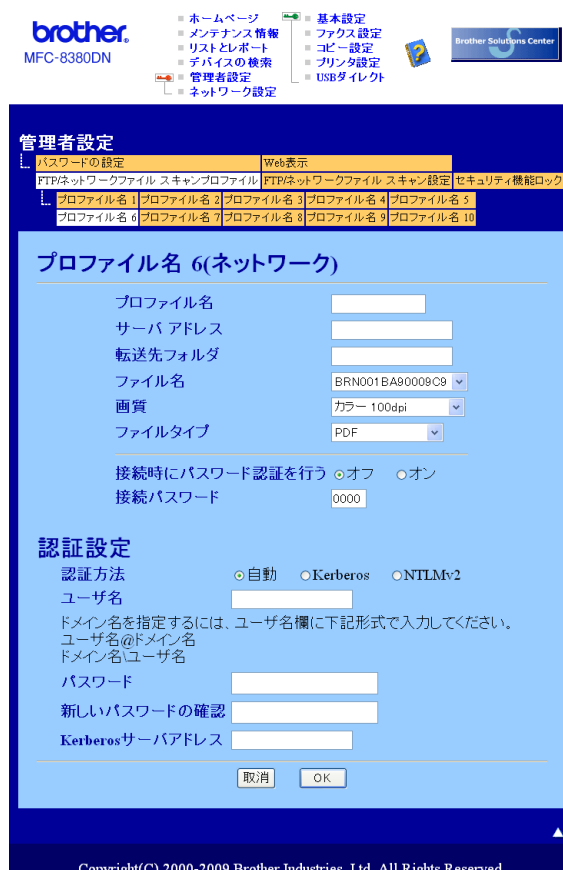 brother.
MFC-8380DN
ホームページ
メンテナンス情報
リストとレポート
デバイスの検索
管理者設定
ネットワーク設定
基本設定
ファクス設定
コピー設定
プリンタ設定
USBダイレクト
Brother Solutions Center
管理者設定
パスワードの設定 Web表示
FTP/ネットワークファイル スキャンプロファイル FTP/ネットワークファイル スキャン設定 セキュリティ機能ロック
プロファイル名 1 プロファイル名 2 プロファイル名 3 プロファイル名 4 プロファイル名 5
プロファイル名 6 プロファイル名 7 プロファイル名 8 プロファイル名 9 プロファイル名 10
プロファイル名 6(ネットワーク)
プロファイル名
サーバ アドレス
転送先フォルダ
ファイル名 BRN001BA90009C9
画質 カラー 100dpi
ファイルタイプ PDF
接続時にパスワード認証を行う オフ オン
接続パスワード 0000
認証設定
認証方法 自動 Kerberos NTLMv2
ユーザ名
ドメイン名を指定するには、ユーザ名欄に下記形式で入力してください。
ユーザ名@ドメイン名
ドメイン名\ユーザ名
パスワード
新しいパスワードの確認
Kerberosサーバアドレス
取消 OK
Copyright(C) 2000-2009 Brother Industries, Ltd. All Rights Reserved.